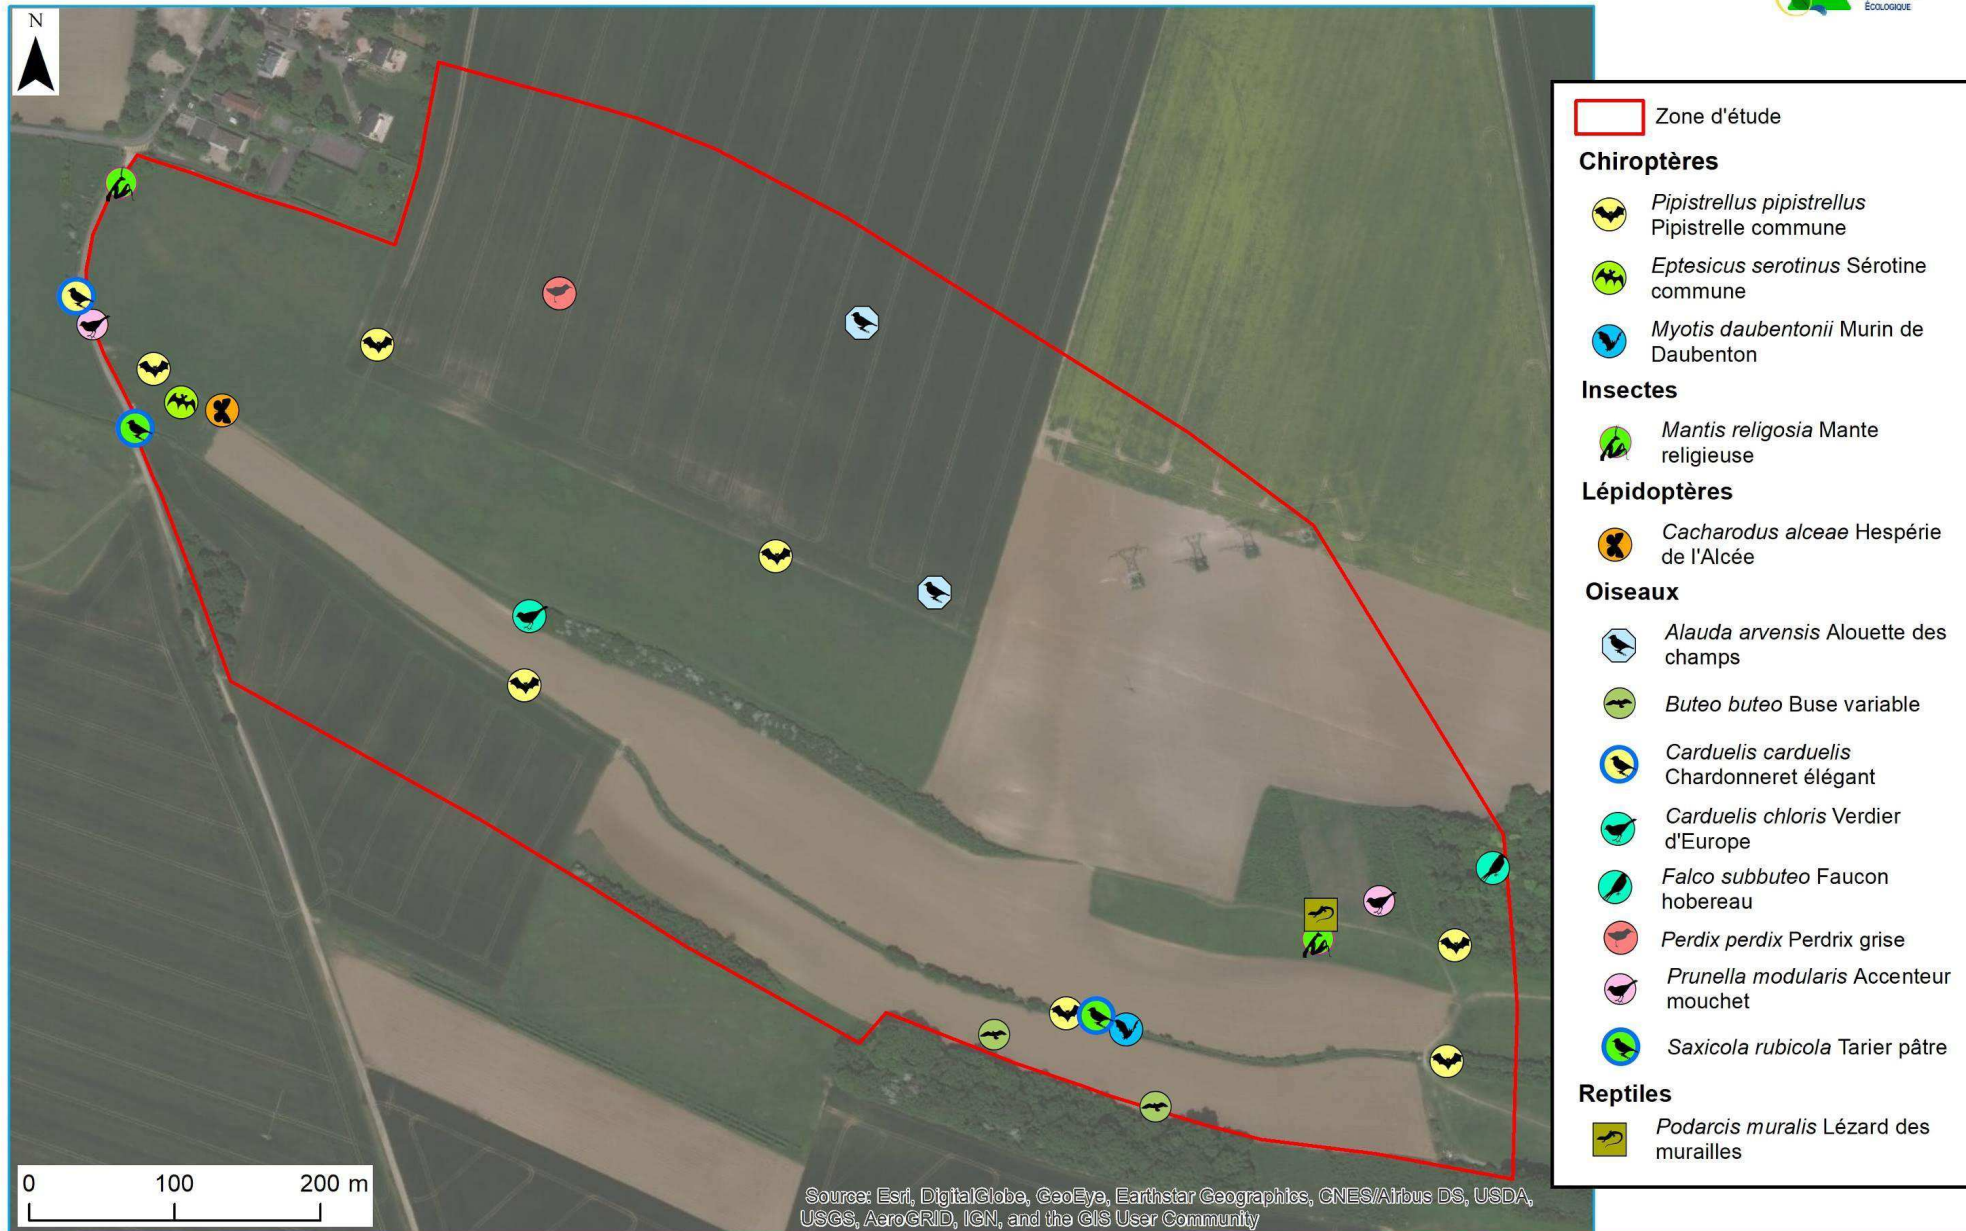 N
ÉCOLOGIQUE
Zone d'étude
Chiroptères
Pipistrellus pipistrellus
Pipistrelle commune
Eptesicus serotinus Sérotine
commune
Myotis daubentonii Murin de
Daubenton
Insectes
Mantis religosia Mante
religieuse
Lépidoptères
Cacharodus alceae Hespérie
de l'Alcée
Oiseaux
Alauda arvensis Alouette des
champs
Buteo buteo Buse variable
Carduelis carduelis
Chardonneret élégant
Carduelis chloris Verdier
d'Europe
Falco subbuteo Faucon
hobereau
Perdix perdix Perdrix grise
Prunella modularis Accenteur
mouchet
Saxicola rubicola Tarier pâtre
Reptiles
Podarcis muralis Lézard des
murailles
0 100 200 m
Source: Esri, DigitalGlobe, GeoEye, Earthstar Geographics, CNES/Airbus DS, USDA,
USGS, AeroGRID, IGN, and the GIS User Community